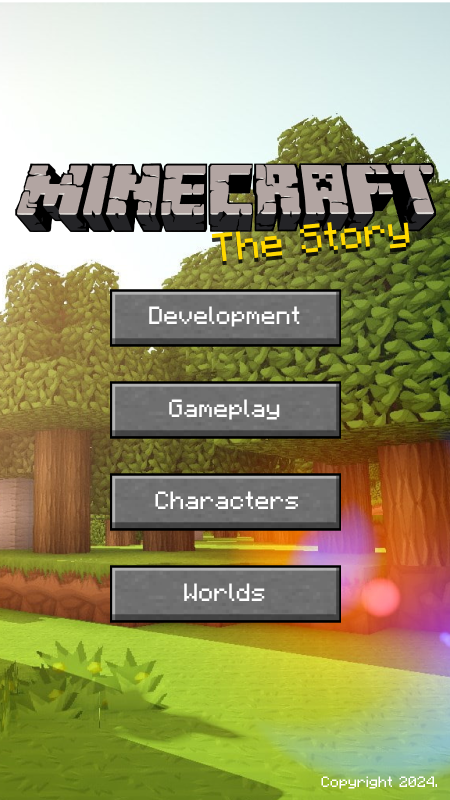 MINECRAFT
The Story
Development
Gameplay
Characters
Worlds
Copyright 2024.